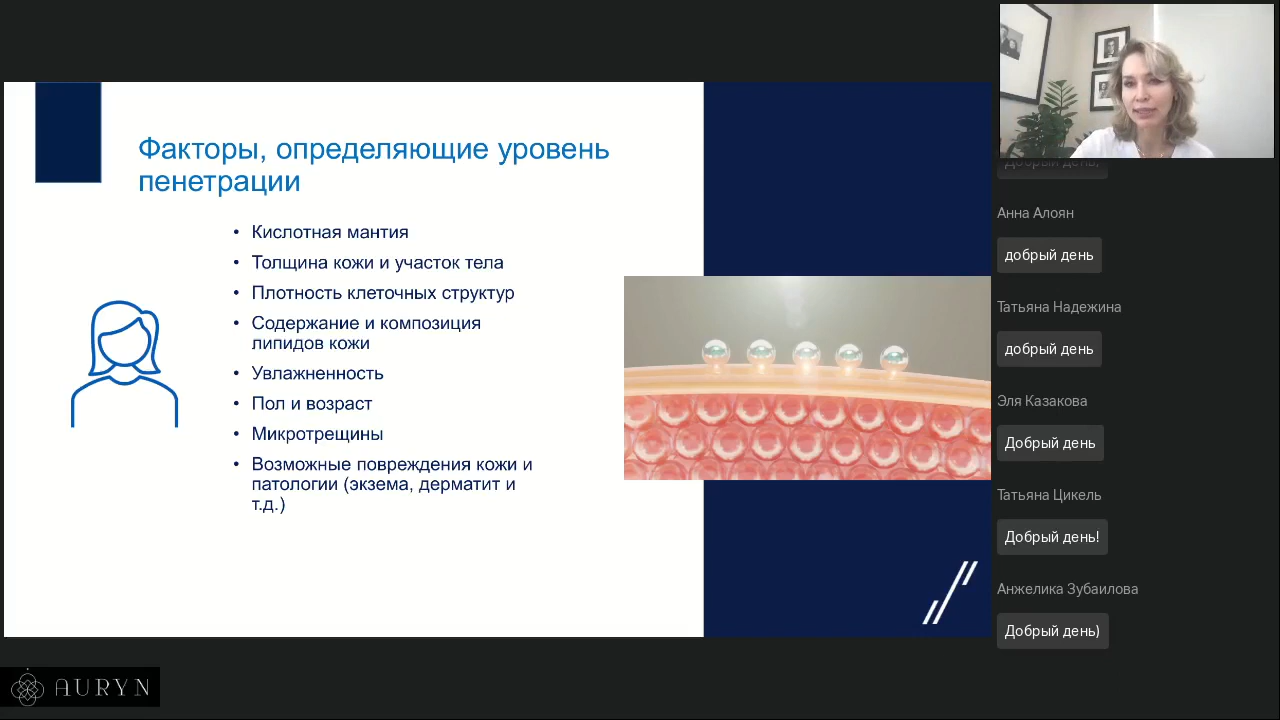 Факторы, определяющие уровень
пенетрации
• Кислотная мантия
• Толщина кожи и участок тела
• Плотность клеточных структур
• Содержание и композиция
липидов кожи
• Увлажненность
• Пол и возраст
• Микротрещины
• Возможные повреждения кожи и
патологии (экзема, дерматит и
т.д.)
AURYN
Добрый день,
Анна Алоян
добрый день
Татьяна Надежина
добрый день
Эля Казакова
Добрый день
Татьяна Цикель
Добрый день!
Анжелика Зубаилова
Добрый день)